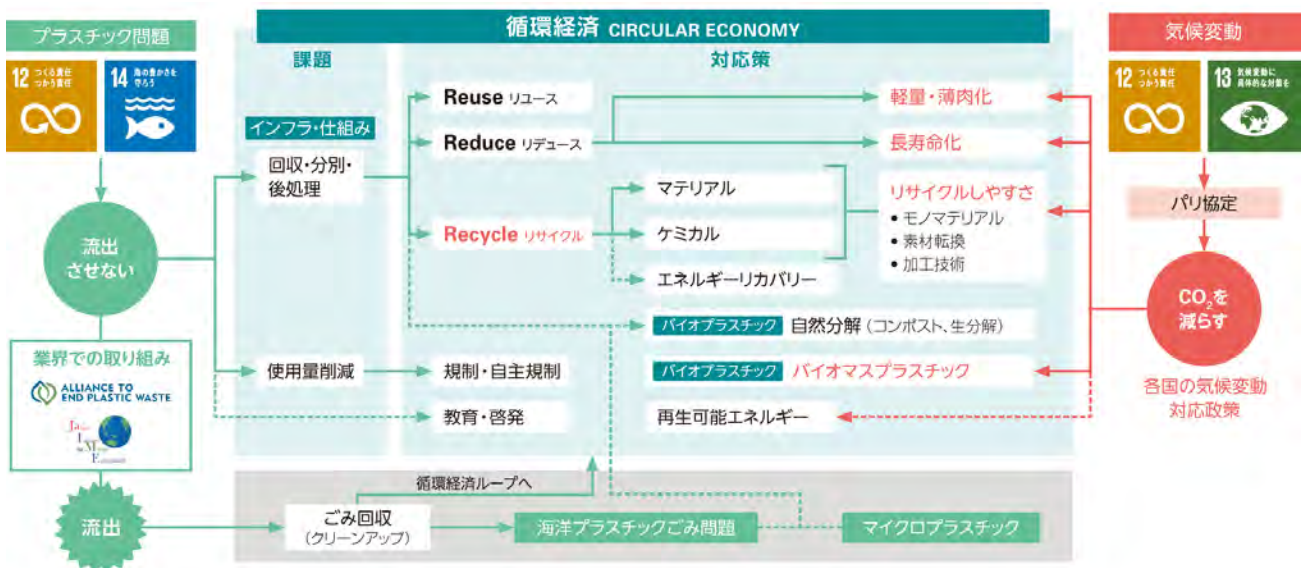 プラスチック問題
12 つくる責任
つかう責任
14 海の豊かさを
守ろう
流出
させない
業界での取り組み
ALLIANCE TO
END PLASTIC WASTE
流出
循環経済 CIRCULAR ECONOMY
課題
対応策
インフラ・仕組み
回収・分別・
後処理
使用量削減
Reuse リユース
Reduce リデュース
Recycle リサイクル
規制・自主規制
教育・啓発
マテリアル
ケミカル
エネルギーリカバリー
軽量・薄肉化
長寿命化
リサイクルしやすさ
• モノマテリアル
• 素材転換
• 加工技術
バイオプラスチック 自然分解 (コンポスト、生分解)
バイオプラスチック バイオマスプラスチック
再生可能エネルギー
循環経済ループへ
ごみ回収
(クリーンアップ)
海洋プラスチックごみ問題
マイクロプラスチック
気候変動
12 つくる責任
つかう責任
13 気候変動に
具体的な対策を
パリ協定
CO₂を
減らす
各国の気候変動
対応政策